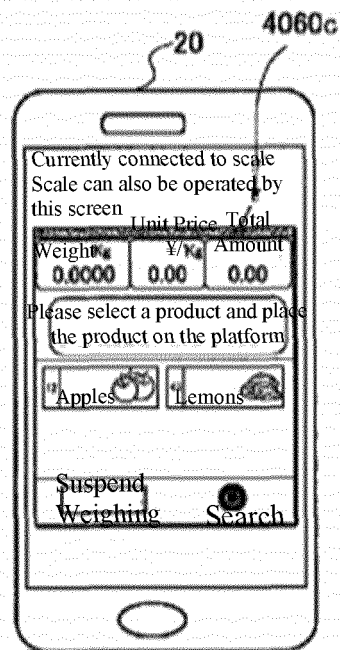 4060c
20
Currently connected to scale
Scale can also be operated by
this screen
Unit Price Total
Weight Kg ¥/Kg Amount
0.0000 0.00 0.00
Please select a product and place
the product on the platform
Apples Lemons
Suspend
Weighing Search